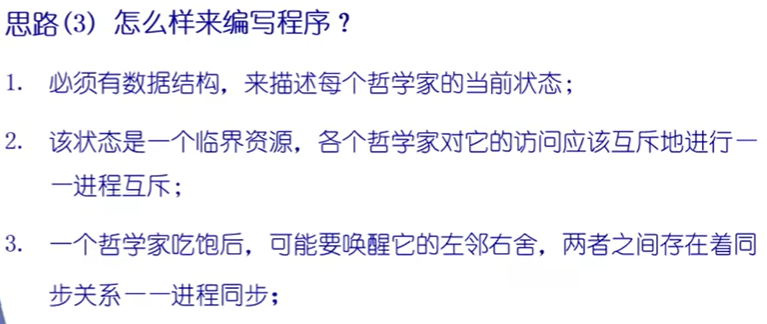 思路(3) 怎么样来编写程序？
1. 必须有数据结构，来描述每个哲学家的当前状态；
2. 该状态是一个临界资源，各个哲学家对它的访问应该互斥地进行一
一进程互斥；
3. 一个哲学家吃饱后，可能要唤醒它的左邻右舍，两者之间存在着同
步关系一一进程同步；